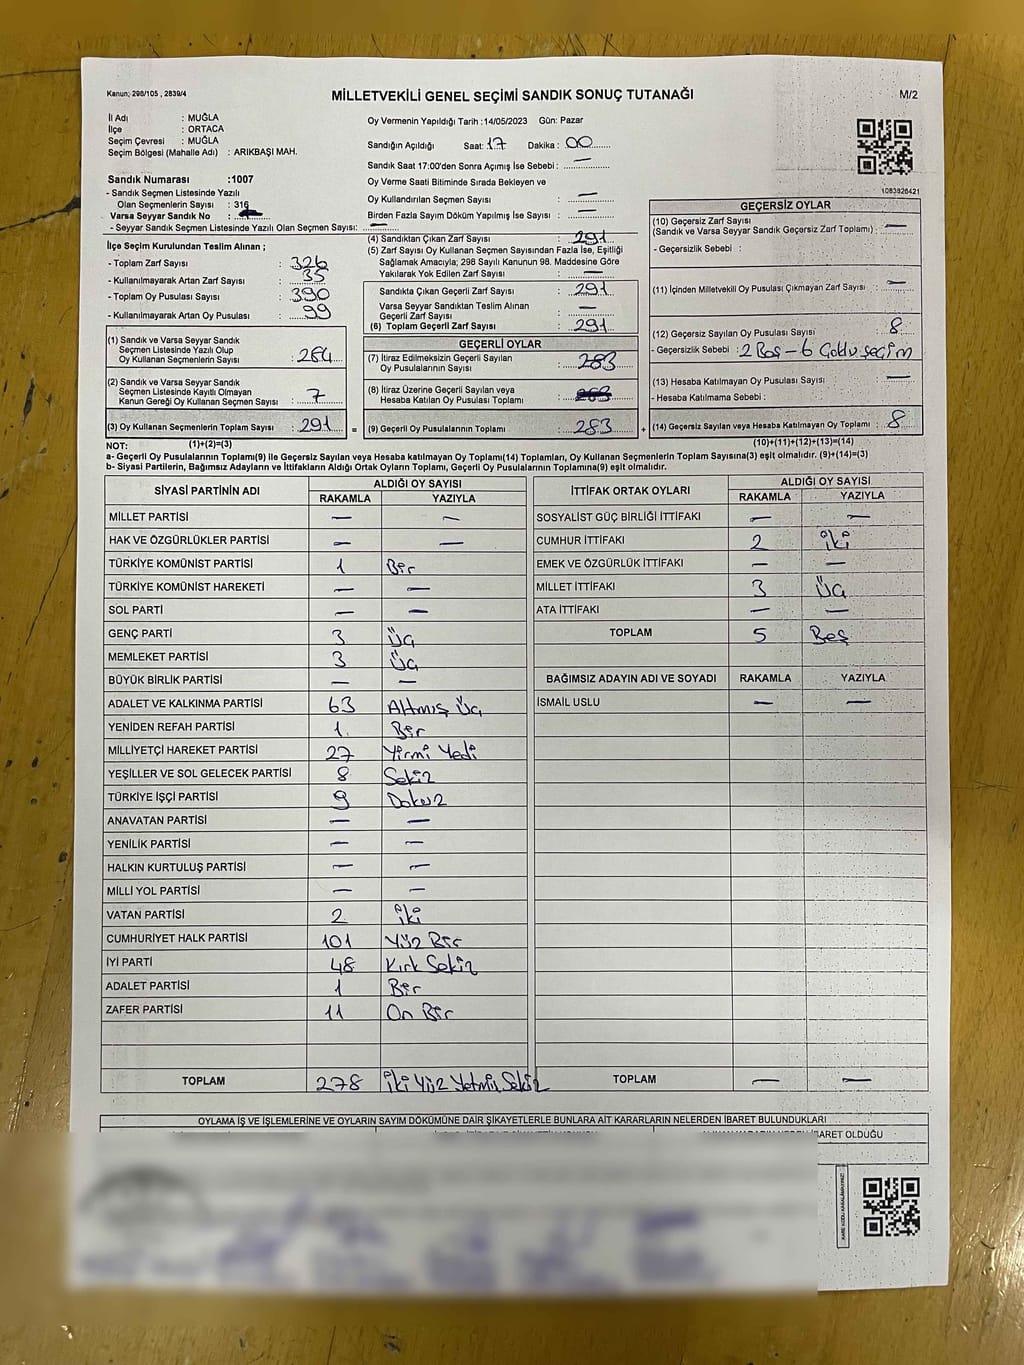 Kanun; 298/105 , 2839/4
MİLLETVEKİLİ GENEL SEÇİMİ SANDIK SONUÇ TUTANAĞI
M/2
İl Adı : MUĞLA
İlçe : ORTACA
Seçim Çevresi : MUĞLA
Seçim Bölgesi (Mahalle Adı) : ARIKBAŞI MAH.
Sandık Numarası :1007
- Sandık Seçmen Listesinde Yazılı
Olan Seçmenlerin Sayısı : 316
Varsa Seyyar Sandık No : —
- Seyyar Sandık Seçmen Listesinde Yazılı Olan Seçmen Sayısı: —
Oy Vermenin Yapıldığı Tarih :14/05/2023 Gün: Pazar
Sandığın Açıldığı Saat: 17 Dakika : 00
Sandık Saat 17:00'den Sonra Açımış İse Sebebi : —
Oy Verme Saati Bitiminde Sırada Bekleyen ve
Oy Kullandırılan Seçmen Sayısı : —
Birden Fazla Sayım Döküm Yapılmış İse Sayısı : —
1083826421
İlçe Seçim Kurulundan Teslim Alınan ;
- Toplam Zarf Sayısı : 326
- Kullanılmayarak Artan Zarf Sayısı : 35
- Toplam Oy Pusulası Sayısı : 390
- Kullanılmayarak Artan Oy Pusulası : 99
(1) Sandık ve Varsa Seyyar Sandık
Seçmen Listesinde Yazılı Olup
Oy Kullanan Seçmenlerin Sayısı : 284
(2) Sandık ve Varsa Seyyar Sandık
Seçmen Listesinde Kayıtlı Olmayan
Kanun Gereği Oy Kullanan Seçmen Sayısı : 7
(3) Oy Kullanan Seçmenlerin Toplam Sayısı : 291
(4) Sandıktan Çıkan Zarf Sayısı : 291
(5) Zarf Sayısı Oy Kullanan Seçmen Sayısından Fazla İse, Eşitliği
Sağlamak Amacıyla; 298 Sayılı Kanunun 98. Maddesine Göre
Yakılarak Yok Edilen Zarf Sayısı : —
Sandıkta Çıkan Geçerli Zarf Sayısı : 291
Varsa Seyyar Sandıktan Teslim Alınan
Geçerli Zarf Sayısı : —
(6) Toplam Geçerli Zarf Sayısı : 291
GEÇERLİ OYLAR
(7) İtiraz Edilmeksizin Geçerli Sayılan
Oy Pusulalarının Sayısı : 283
(8) İtiraz Üzerine Geçerli Sayılan veya
Hesaba Katılan Oy Pusulası Toplamı :
= (9) Geçerli Oy Pusulalarının Toplamı : 283 +
GEÇERSİZ OYLAR
(10) Geçersiz Zarf Sayısı
(Sandık ve Varsa Seyyar Sandık Geçersiz Zarf Toplamı) : —
- Geçersizlik Sebebi :
(11) İçinden Milletvekili Oy Pusulası Çıkmayan Zarf Sayısı : —
(12) Geçersiz Sayılan Oy Pusulası Sayısı : 8
- Geçersizlik Sebebi : 2 Boş - 6 Çoklu seçim
(13) Hesaba Katılmayan Oy Pusulası Sayısı : —
- Hesaba Katılmama Sebebi :
(14) Geçersiz Sayılan veya Hesaba Katılmayan Oy Toplamı : 8
NOT: (1)+(2)=(3) (10)+(11)+(12)+(13)=(14)
a- Geçerli Oy Pusulalarının Toplamı(9) ile Geçersiz Sayılan veya Hesaba katılmayan Oy Toplamı(14) Toplamları, Oy Kullanan Seçmenlerin Toplam Sayısına(3) eşit olmalıdır. (9)+(14)=(3)
b- Siyasi Partilerin, Bağımsız Adayların ve İttifakların Aldığı Ortak Oyların Toplamı, Geçerli Oy Pusulalarının Toplamına(9) eşit olmalıdır.
SİYASİ PARTİNİN ADI ALDIĞI OY SAYISI
RAKAMLA YAZIYLA
MİLLET PARTİSİ — —
HAK VE ÖZGÜRLÜKLER PARTİSİ — —
TÜRKİYE KOMÜNİST PARTİSİ 1 Bir
TÜRKİYE KOMÜNİST HAREKETİ — —
SOL PARTİ — —
GENÇ PARTİ 3 Üç
MEMLEKET PARTİSİ 3 Üç
BÜYÜK BİRLİK PARTİSİ — —
ADALET VE KALKINMA PARTİSİ 63 Altmış Üç
YENİDEN REFAH PARTİSİ 1 Bir
MİLLİYETÇİ HAREKET PARTİSİ 27 Yirmi Yedi
YEŞİLLER VE SOL GELECEK PARTİSİ 8 Sekiz
TÜRKİYE İŞÇİ PARTİSİ 9 Dokuz
ANAVATAN PARTİSİ — —
YENİLİK PARTİSİ — —
HALKIN KURTULUŞ PARTİSİ — —
MİLLİ YOL PARTİSİ — —
VATAN PARTİSİ 2 İki
CUMHURİYET HALK PARTİSİ 101 Yüz Bir
İYİ PARTİ 48 Kırk Sekiz
ADALET PARTİSİ 1 Bir
ZAFER PARTİSİ 11 On Bir
TOPLAM 278 İki Yüz Yetmiş Sekiz
İTTİFAK ORTAK OYLARI ALDIĞI OY SAYISI
RAKAMLA YAZIYLA
SOSYALİST GÜÇ BİRLİĞİ İTTİFAKI — —
CUMHUR İTTİFAKI 2 İki
EMEK VE ÖZGÜRLÜK İTTİFAKI — —
MİLLET İTTİFAKI 3 Üç
ATA İTTİFAKI — —
TOPLAM 5 Beş
BAĞIMSIZ ADAYIN ADI VE SOYADI RAKAMLA YAZIYLA
İSMAİL USLU — —
TOPLAM — —
OYLAMA İŞ VE İŞLEMLERİNE VE OYLARIN SAYIM DÖKÜMÜNE DAİR ŞİKAYETLERLE BUNLARA AİT KARARLARIN NELERDEN İBARET BULUNDUKLARI
İBARET OLDUĞU